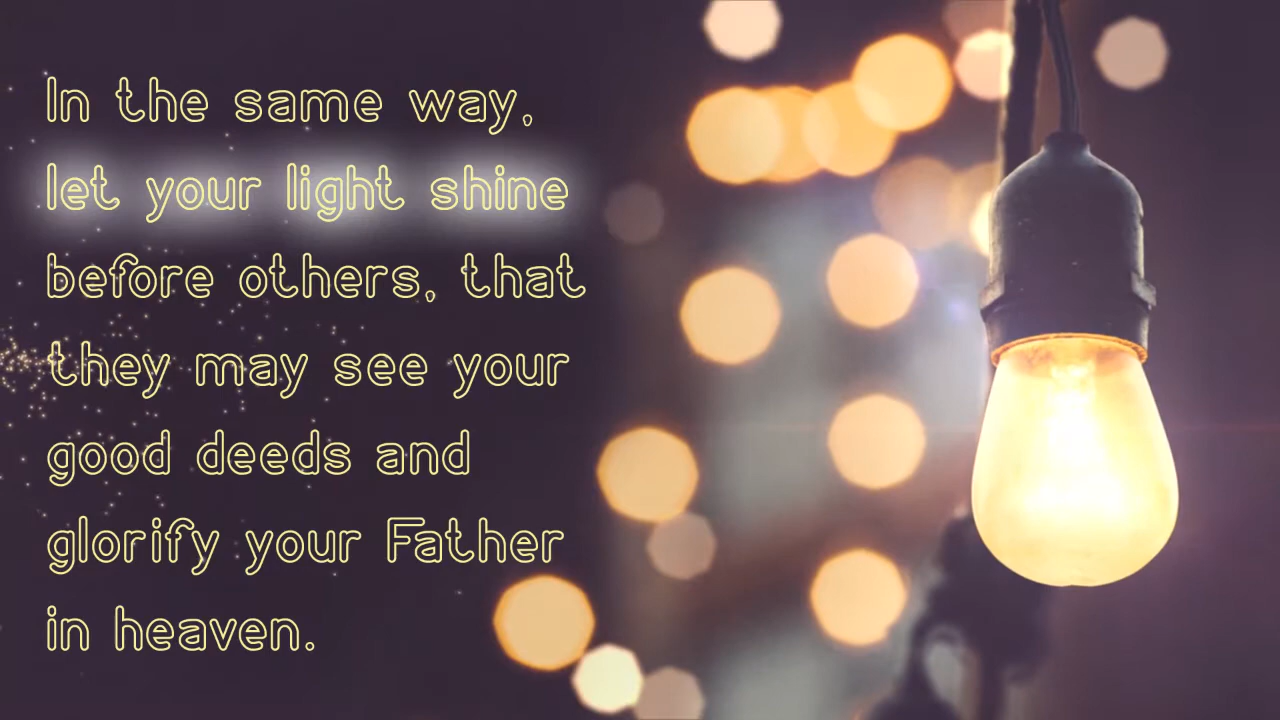 In the same way,
let your light shine
before others, that
they may see your
good deeds and
glorify your Father
in heaven.